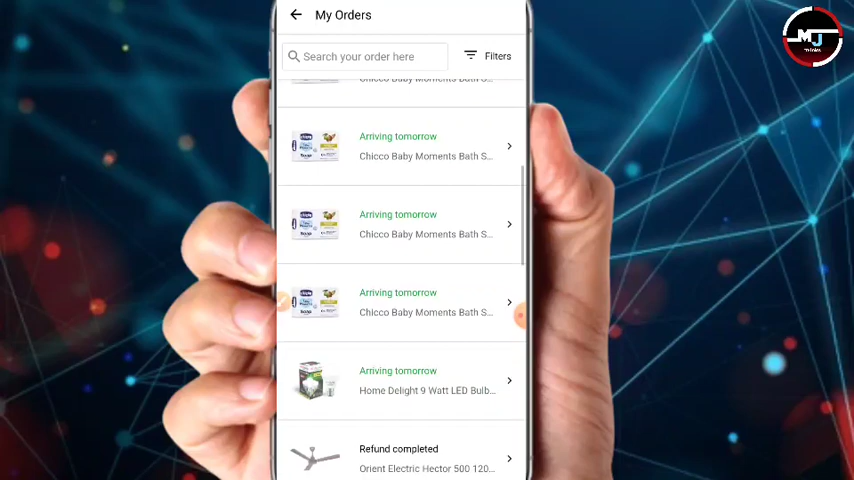 My Orders
Search your order here
Filters
Chicco Baby Moments Bath S...
Arriving tomorrow
Chicco Baby Moments Bath S...
Arriving tomorrow
Chicco Baby Moments Bath S...
Arriving tomorrow
Chicco Baby Moments Bath S...
Arriving tomorrow
Home Delight 9 Watt LED Bulb...
Refund completed
Orient Electric Hector 500 120...
MJ